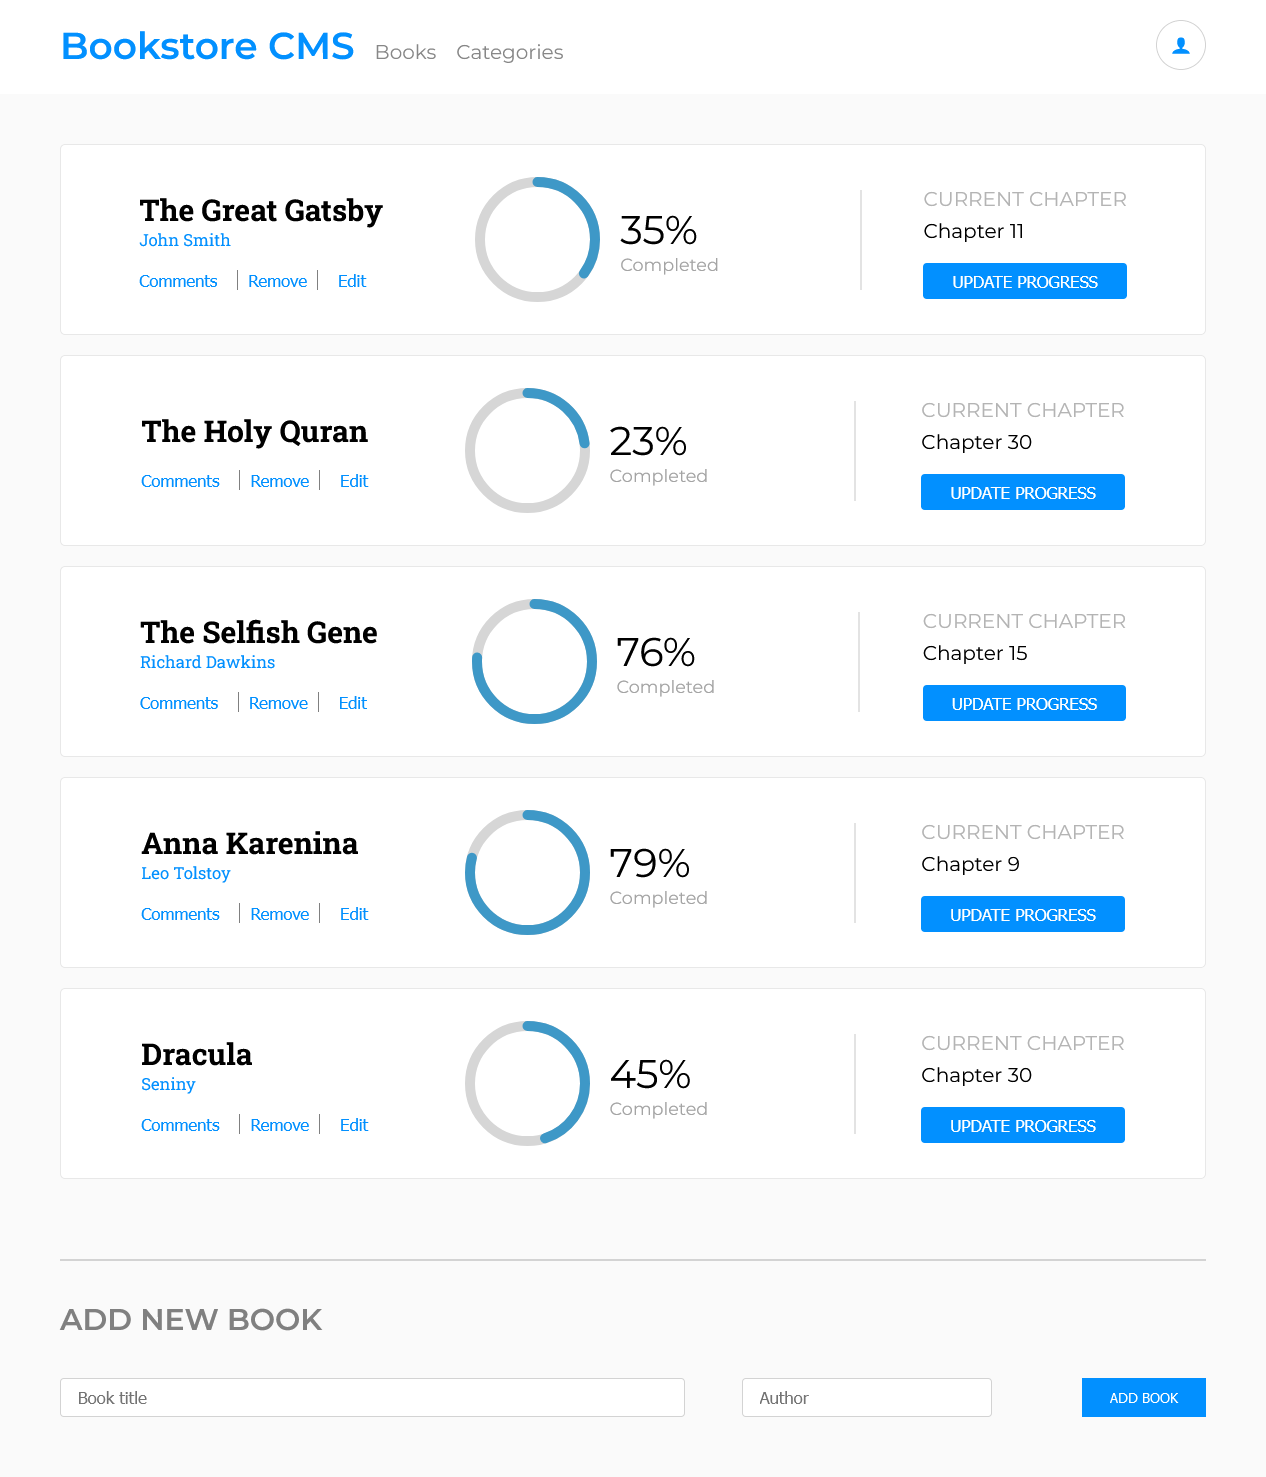 Bookstore CMS Books Categories
The Great Gatsby
John Smith
Comments Remove Edit
35%
Completed
CURRENT CHAPTER
Chapter 11
UPDATE PROGRESS
The Holy Quran
Comments Remove Edit
23%
Completed
CURRENT CHAPTER
Chapter 30
UPDATE PROGRESS
The Selfish Gene
Richard Dawkins
Comments Remove Edit
76%
Completed
CURRENT CHAPTER
Chapter 15
UPDATE PROGRESS
Anna Karenina
Leo Tolstoy
Comments Remove Edit
79%
Completed
CURRENT CHAPTER
Chapter 9
UPDATE PROGRESS
Dracula
Seniny
Comments Remove Edit
45%
Completed
CURRENT CHAPTER
Chapter 30
UPDATE PROGRESS
ADD NEW BOOK
Book title Author ADD BOOK